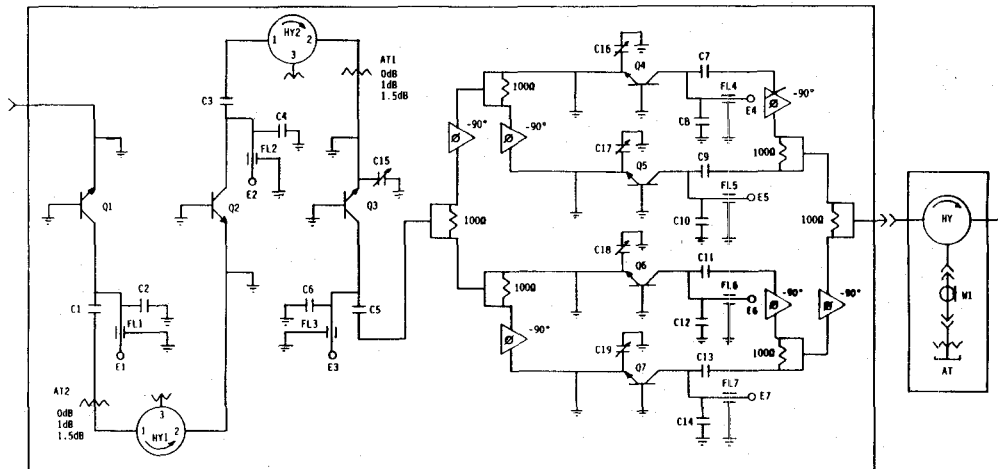 1 HY2 2
3
AT1
0dB
1dB
1.5dB
C3
C4
FL2
E2
C15
Q1
Q2
Q3
C1
C2
FL1
E1
C6
FL3
E3
C5
AT2
0dB
1dB
1.5dB
3
1 HY1 2
100Ω
Ø -90°
Ø -90°
100Ω
100Ω
Ø -90°
C16
Q4
C7
FL4
E4
C8
Ø -90°
C17
Q5
C9
100Ω
FL5
E5
C10
100Ω
C18
Q6
C11
FL6
E6
C12
Ø -90°
Ø -90°
C19
Q7
C13
100Ω
FL7
E7
C14
HY
W1
AT